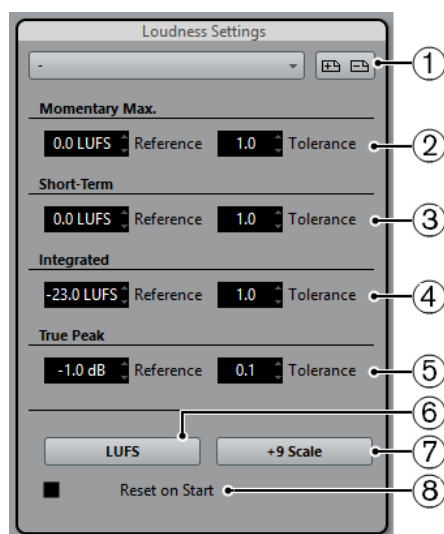 Loudness Settings
-
1
Momentary Max.
0.0 LUFS Reference 1.0 Tolerance 2
Short-Term
0.0 LUFS Reference 1.0 Tolerance 3
Integrated
-23.0 LUFS Reference 1.0 Tolerance 4
True Peak
-1.0 dB Reference 0.1 Tolerance 5
6
LUFS +9 Scale 7
Reset on Start 8